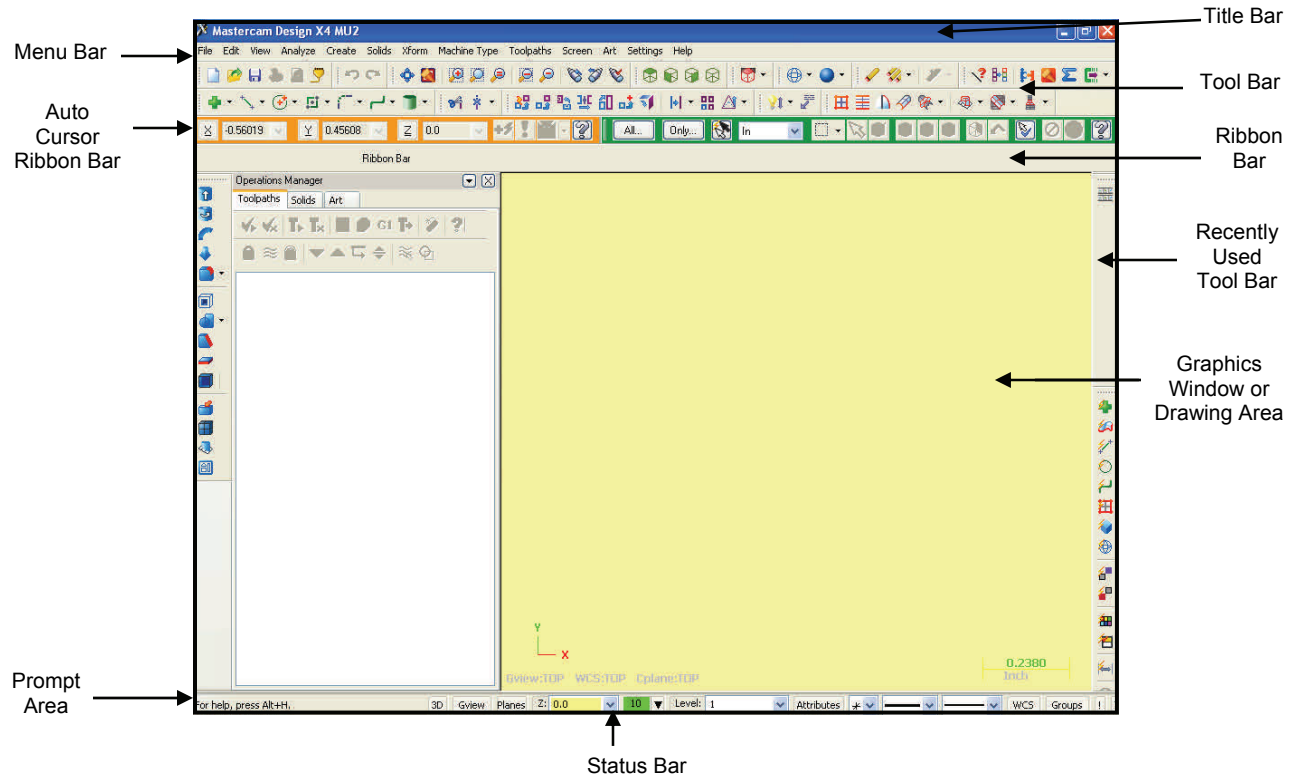 Title Bar
Mastercam Design X4 MU2
Menu Bar
File Edit View Analyze Create Solids Xform Machine Type Toolpaths Screen Art Settings Help
Tool Bar
Auto
Cursor
Ribbon Bar
X -0.56019 Y 0.45608 Z 0.0 All... Only... In
Ribbon
Bar
Ribbon Bar
Operations Manager
Toolpaths Solids Art
G1
Recently
Used
Tool Bar
Graphics
Window or
Drawing Area
Y
X
0.2380
Inch
Gview:TOP WCS:TOP Cplane:TOP
Prompt
Area
For help, press Alt+H. 3D Gview Planes Z: 0.0 10 Level: 1 Attributes WCS Groups !
Status Bar